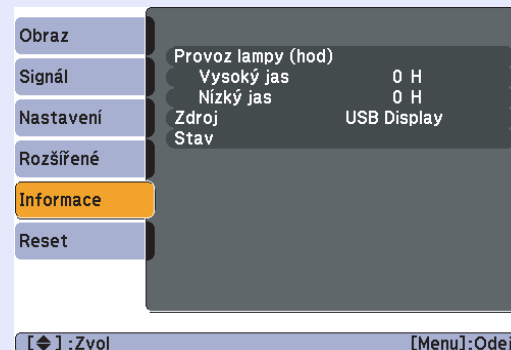 Obraz
Signál
Nastavení
Rozšířené
Informace
Reset
Provoz lampy (hod)
Vysoký jas 0 H
Nízký jas 0 H
Zdroj USB Display
Stav
[◆] :Zvol [Menu]:Odej